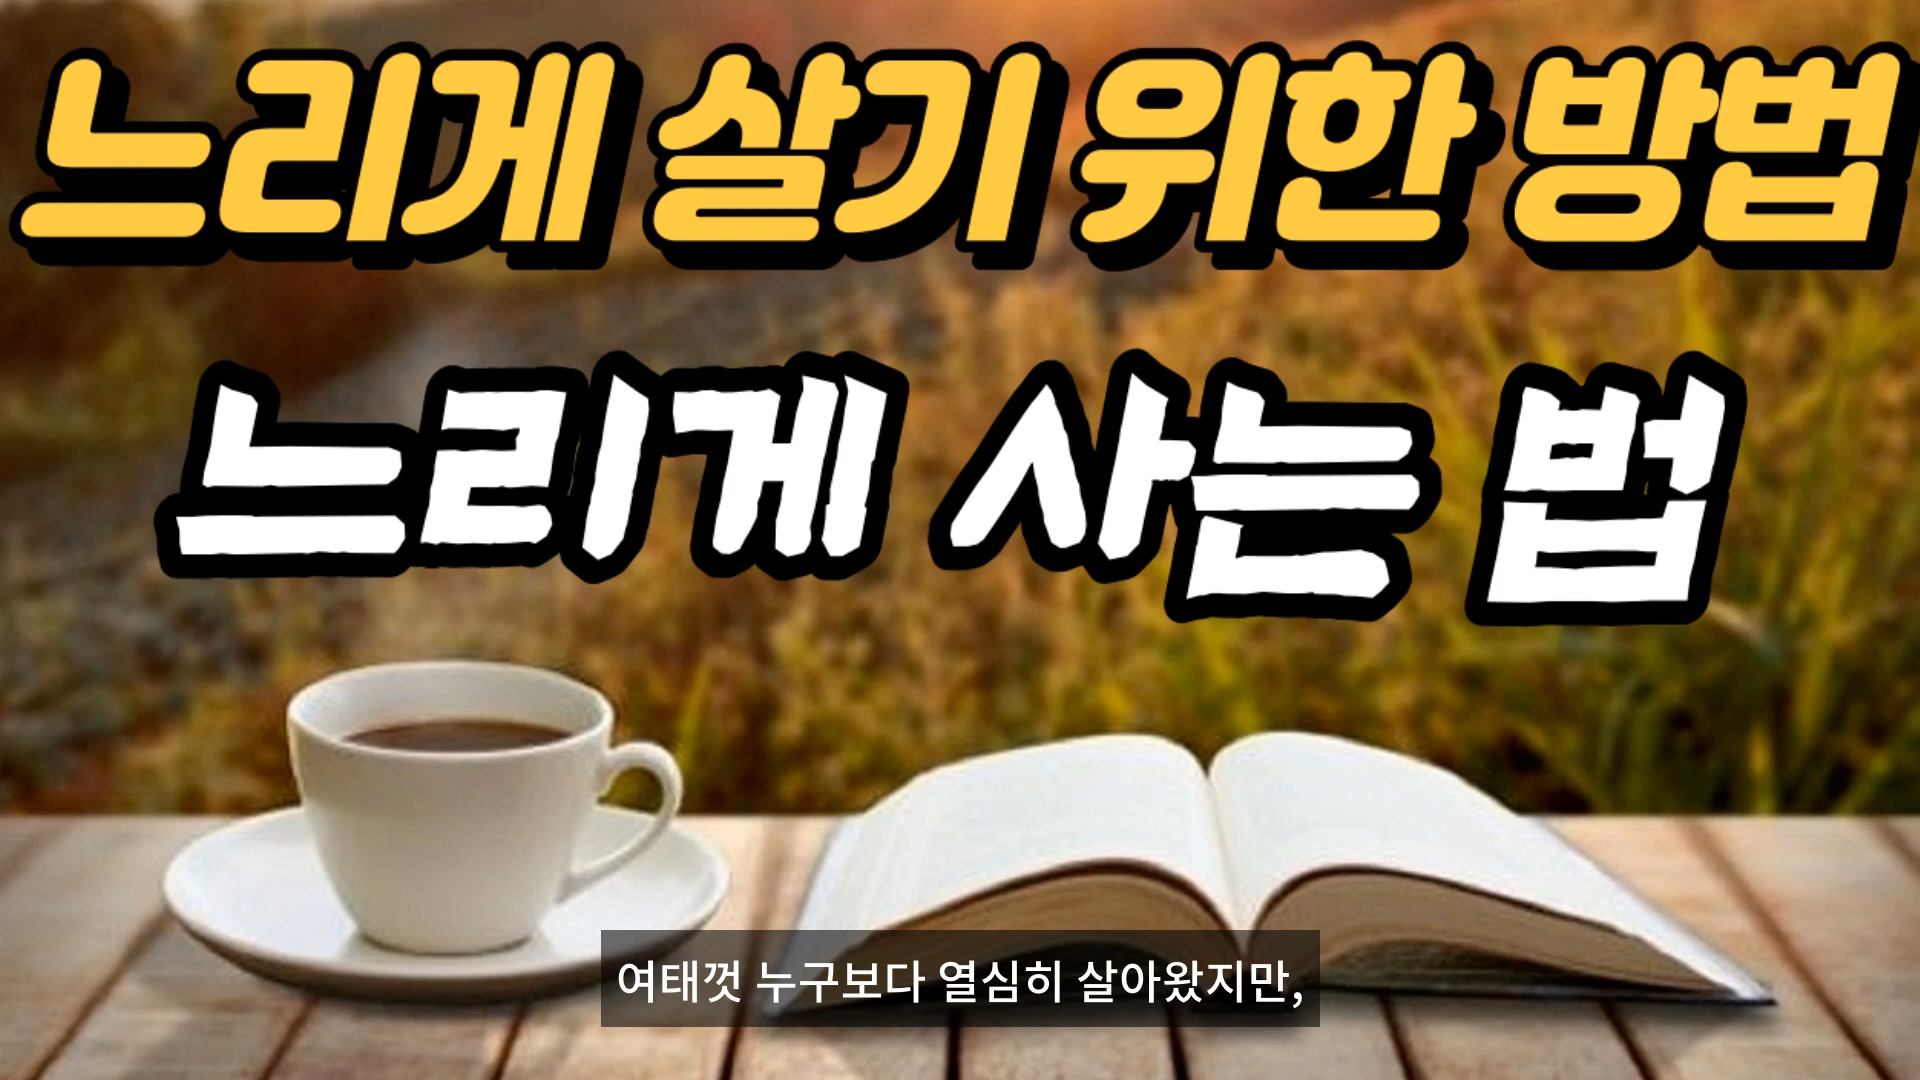 느리게 살기 위한 방법
느리게 사는 법
여태껏 누구보다 열심히 살아왔지만,